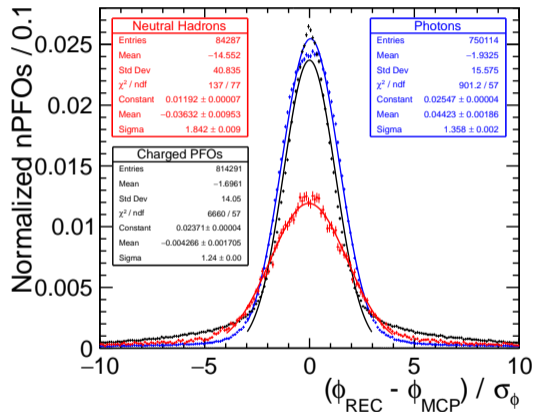 Normalized nPFOs / 0.1
0.025
0.02
0.015
0.01
0.005
0
Neutral Hadrons
Entries 84287
Mean −14.552
Std Dev 40.835
χ² / ndf 137 / 77
Constant 0.01192 ± 0.00007
Mean −0.03632 ± 0.00953
Sigma 1.842 ± 0.009
Photons
Entries 750114
Mean −1.9325
Std Dev 15.575
χ² / ndf 901.2 / 57
Constant 0.02547 ± 0.00004
Mean 0.04423 ± 0.00186
Sigma 1.358 ± 0.002
Charged PFOs
Entries 814291
Mean −1.6961
Std Dev 14.05
χ² / ndf 6660 / 57
Constant 0.02371 ± 0.00004
Mean −0.004266 ± 0.001705
Sigma 1.24 ± 0.00
−10 −5 0 5 10
(ϕ_REC - ϕ_MCP) / σ_ϕ